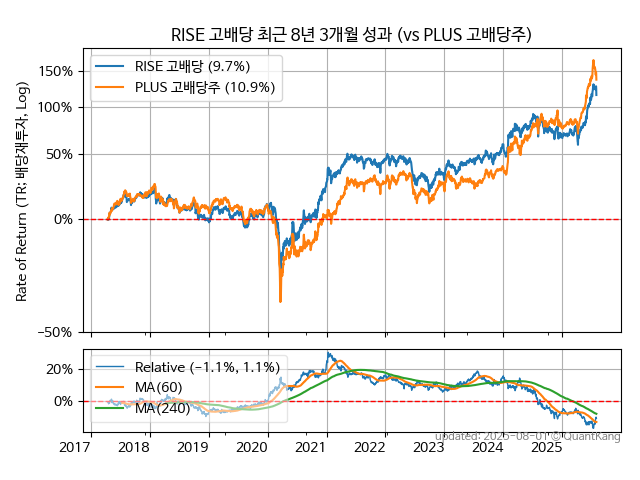 RISE 고배당 최근 8년 3개월 성과 (vs PLUS 고배당주)
Rate of Return (TR: 배당재투자, Log)
150%
100%
50%
0%
−50%
RISE 고배당 (9.7%)
PLUS 고배당주 (10.9%)
20%
0%
Relative (−1.1%, 1.1%)
MA(60)
MA(240)
2017 2018 2019 2020 2021 2022 2023 2024 2025
updated: 2025-08-01 © QuantKang